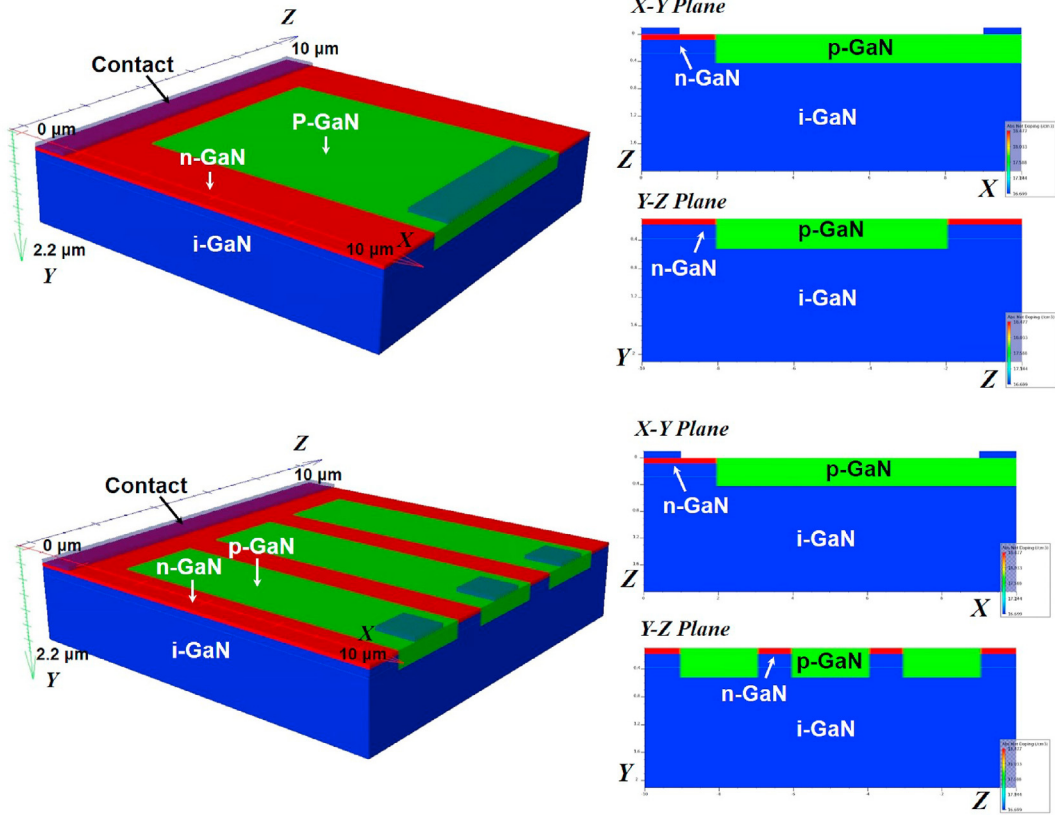 Z
10 µm
Contact
0 µm
P-GaN
n-GaN
X
10 µm
i-GaN
2.2 µm
Y
X-Y Plane
p-GaN
n-GaN
i-GaN
Z
X
Y-Z Plane
p-GaN
n-GaN
i-GaN
Y
Z
Z
10 µm
Contact
0 µm
p-GaN
n-GaN
X
10 µm
i-GaN
2.2 µm
Y
X-Y Plane
p-GaN
n-GaN
i-GaN
Z
X
Y-Z Plane
p-GaN
n-GaN
i-GaN
Y
Z